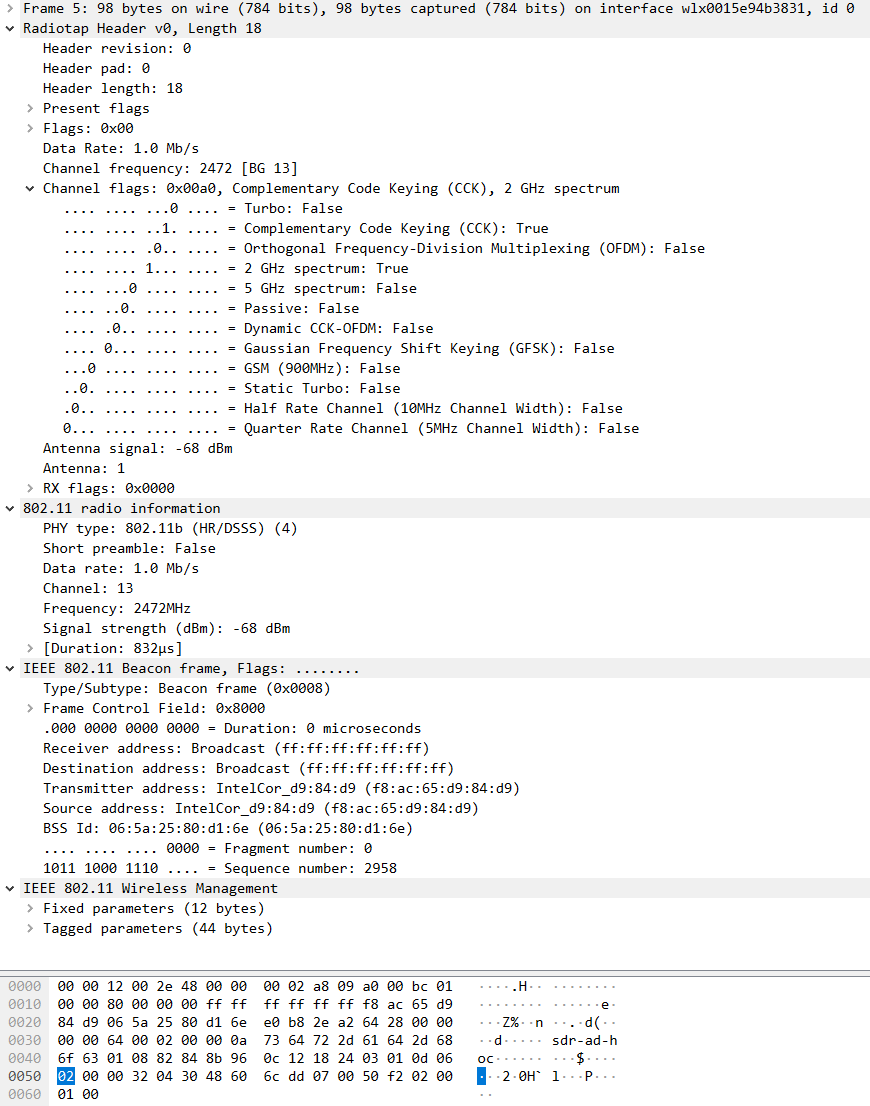 Frame 5: 98 bytes on wire (784 bits), 98 bytes captured (784 bits) on interface wlx0015e94b3831, id 0
Radiotap Header v0, Length 18
Header revision: 0
Header pad: 0
Header length: 18
Present flags
Flags: 0x00
Data Rate: 1.0 Mb/s
Channel frequency: 2472 [BG 13]
Channel flags: 0x00a0, Complementary Code Keying (CCK), 2 GHz spectrum
.... .... ...0 .... = Turbo: False
.... .... ..1. .... = Complementary Code Keying (CCK): True
.... .... .0.. .... = Orthogonal Frequency-Division Multiplexing (OFDM): False
.... .... 1... .... = 2 GHz spectrum: True
.... ...0 .... .... = 5 GHz spectrum: False
.... ..0. .... .... = Passive: False
.... .0.. .... .... = Dynamic CCK-OFDM: False
.... 0... .... .... = Gaussian Frequency Shift Keying (GFSK): False
...0 .... .... .... = GSM (900MHz): False
..0. .... .... .... = Static Turbo: False
.0.. .... .... .... = Half Rate Channel (10MHz Channel Width): False
0... .... .... .... = Quarter Rate Channel (5MHz Channel Width): False
Antenna signal: -68 dBm
Antenna: 1
RX flags: 0x0000
802.11 radio information
PHY type: 802.11b (HR/DSSS) (4)
Short preamble: False
Data rate: 1.0 Mb/s
Channel: 13
Frequency: 2472MHz
Signal strength (dBm): -68 dBm
[Duration: 832µs]
IEEE 802.11 Beacon frame, Flags: ........
Type/Subtype: Beacon frame (0x0008)
Frame Control Field: 0x8000
.000 0000 0000 0000 = Duration: 0 microseconds
Receiver address: Broadcast (ff:ff:ff:ff:ff:ff)
Destination address: Broadcast (ff:ff:ff:ff:ff:ff)
Transmitter address: IntelCor_d9:84:d9 (f8:ac:65:d9:84:d9)
Source address: IntelCor_d9:84:d9 (f8:ac:65:d9:84:d9)
BSS Id: 06:5a:25:80:d1:6e (06:5a:25:80:d1:6e)
.... .... .... 0000 = Fragment number: 0
1011 1000 1110 .... = Sequence number: 2958
IEEE 802.11 Wireless Management
Fixed parameters (12 bytes)
Tagged parameters (44 bytes)
0000 00 00 12 00 2e 48 00 00 00 02 a8 09 a0 00 bc 01 ·····.H·· ········
0010 00 00 80 00 00 00 ff ff ff ff ff ff f8 ac 65 d9 ········ ······e·
0020 84 d9 06 5a 25 80 d1 6e e0 b8 2e a2 64 28 00 00 ···Z%··n ··.·d(··
0030 00 00 64 00 02 00 00 0a 73 64 72 2d 61 64 2d 68 ··d····· sdr-ad-h
0040 6f 63 01 08 82 84 8b 96 0c 12 18 24 03 01 0d 06 oc······ ···$····
0050 02 00 00 32 04 30 48 60 6c dd 07 00 50 f2 02 00 ···2·0H` l···P···
0060 01 00 ··